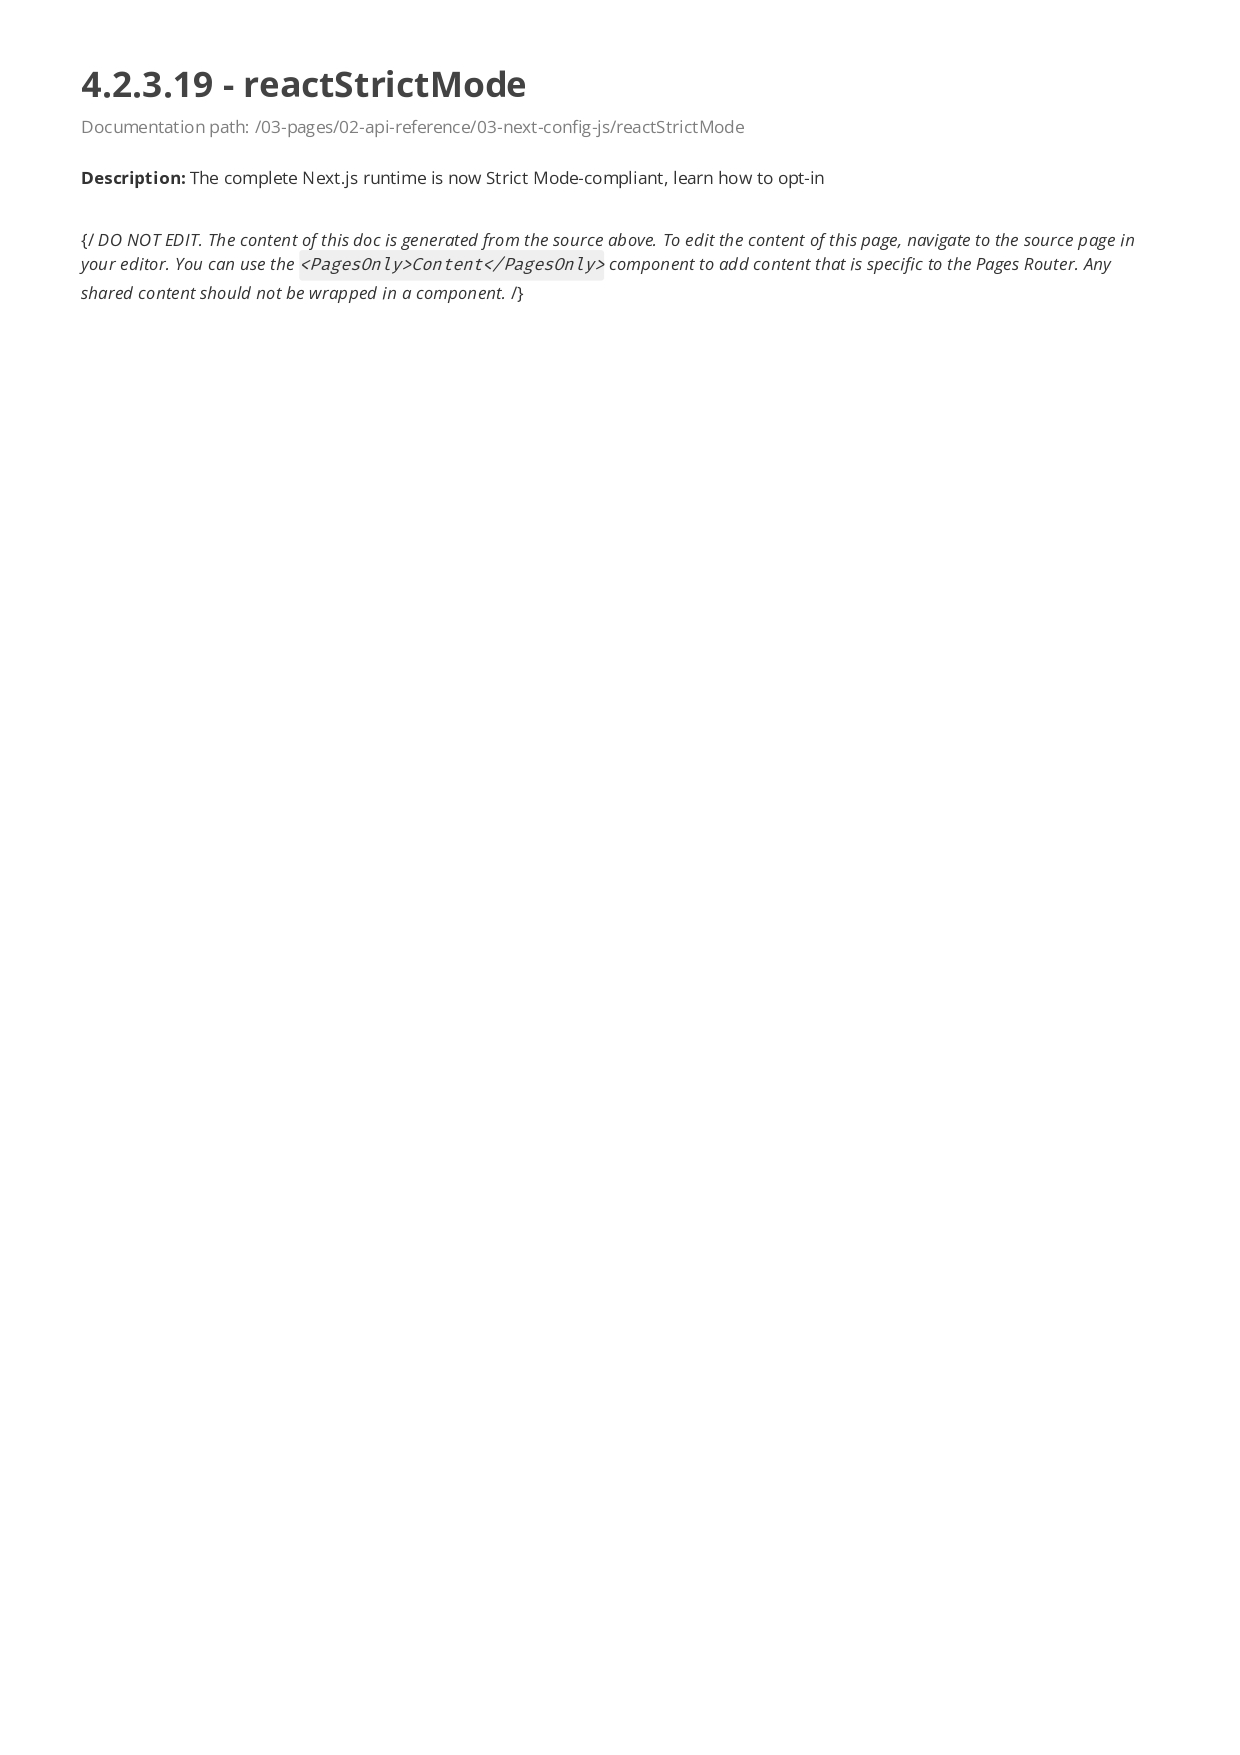 4.2.3.19 - reactStrictMode
Documentation path: /03-pages/02-api-reference/03-next-config-js/reactStrictMode
Description: The complete Next.js runtime is now Strict Mode-compliant, learn how to opt-in
{/ DO NOT EDIT. The content of this doc is generated from the source above. To edit the content of this page, navigate to the source page in
your editor. You can use the <PagesOnly>Content</PagesOnly> component to add content that is specific to the Pages Router. Any
shared content should not be wrapped in a component. /}